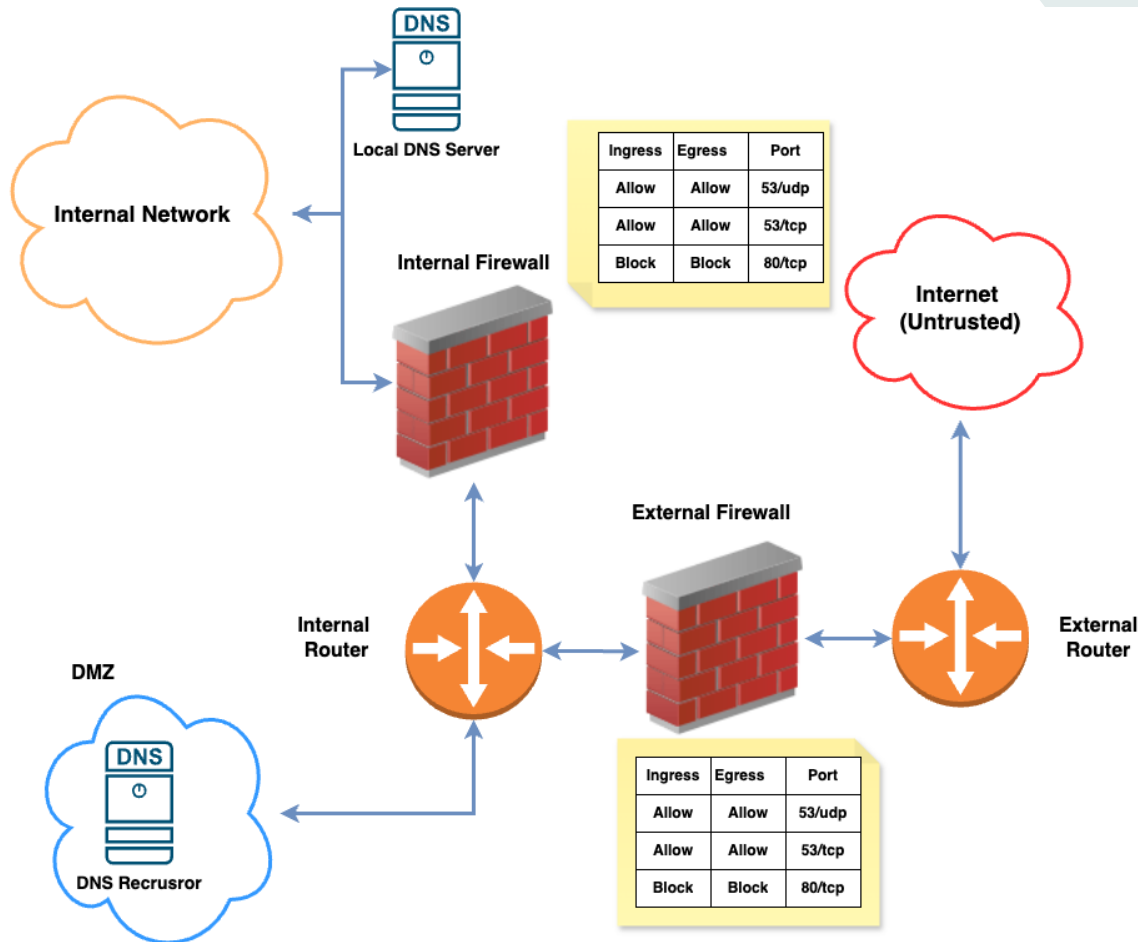 DNS
Local DNS Server
Internal Network
Ingress Egress Port
Allow Allow 53/udp
Allow Allow 53/tcp
Block Block 80/tcp
Internal Firewall
Internet
(Untrusted)
External Firewall
Internal
Router
External
Router
DMZ
DNS
DNS Recrusror
Ingress Egress Port
Allow Allow 53/udp
Allow Allow 53/tcp
Block Block 80/tcp